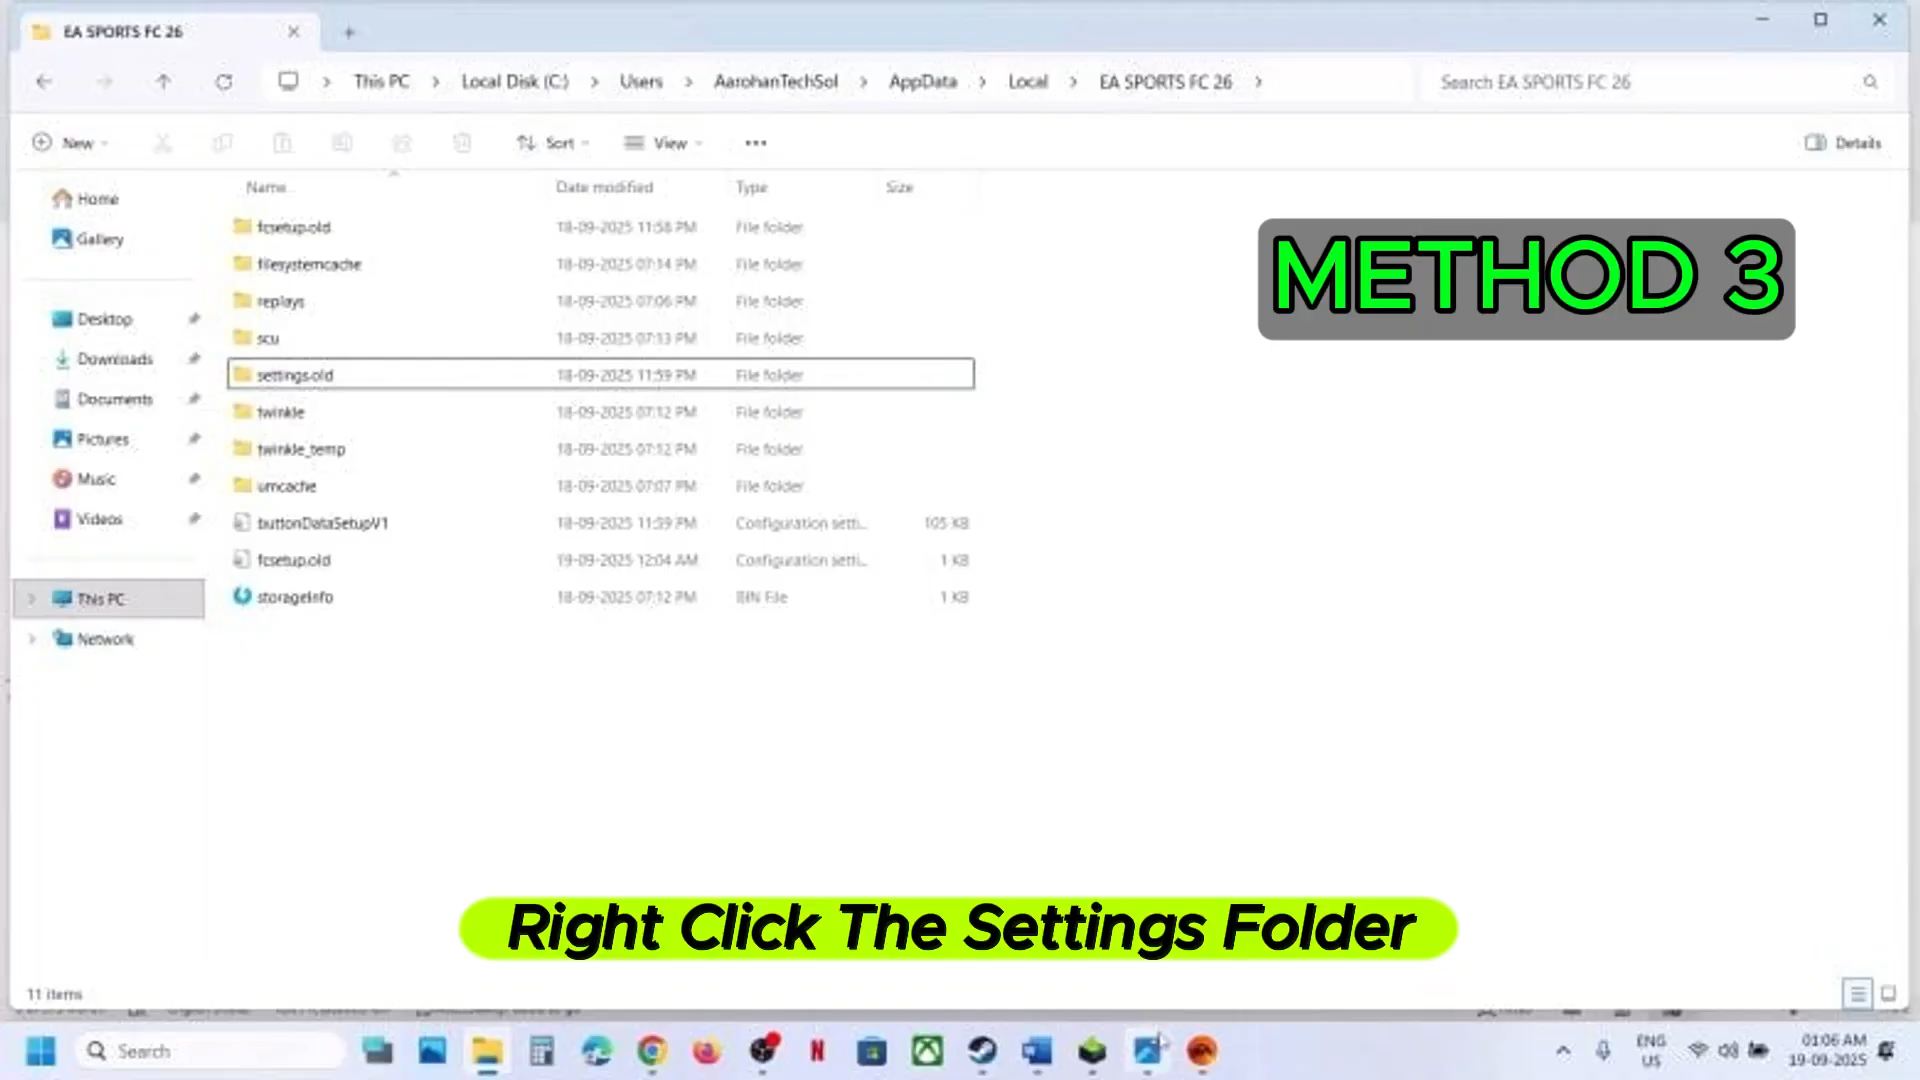 EA SPORTS FC 26
This PC > Local Disk (C:) > Users > AarohanTechSol > AppData > Local > EA SPORTS FC 26 >
Search EA SPORTS FC 26
New
Sort
View
Details
Name
Date modified
Type
Size
Home
Gallery
Desktop
Downloads
Documents
Pictures
Music
Videos
This PC
Network
fcsetup.old 18-09-2025 11:58 PM File folder
filesystemcache 18-09-2025 07:14 PM File folder
replays 18-09-2025 07:06 PM File folder
scu 18-09-2025 07:13 PM File folder
settings.old 18-09-2025 11:59 PM File folder
twinkle 18-09-2025 07:12 PM File folder
twinkle_temp 18-09-2025 07:12 PM File folder
umcache 18-09-2025 07:07 PM File folder
buttonDataSetupV1 18-09-2025 11:59 PM Configuration setti... 105 KB
fcsetup.old 19-09-2025 12:04 AM Configuration setti... 1 KB
storageInfo 18-09-2025 07:12 PM BIN File 1 KB
METHOD 3
Right Click The Settings Folder
11 items
Search
ENG
US
01:06 AM
19-09-2025